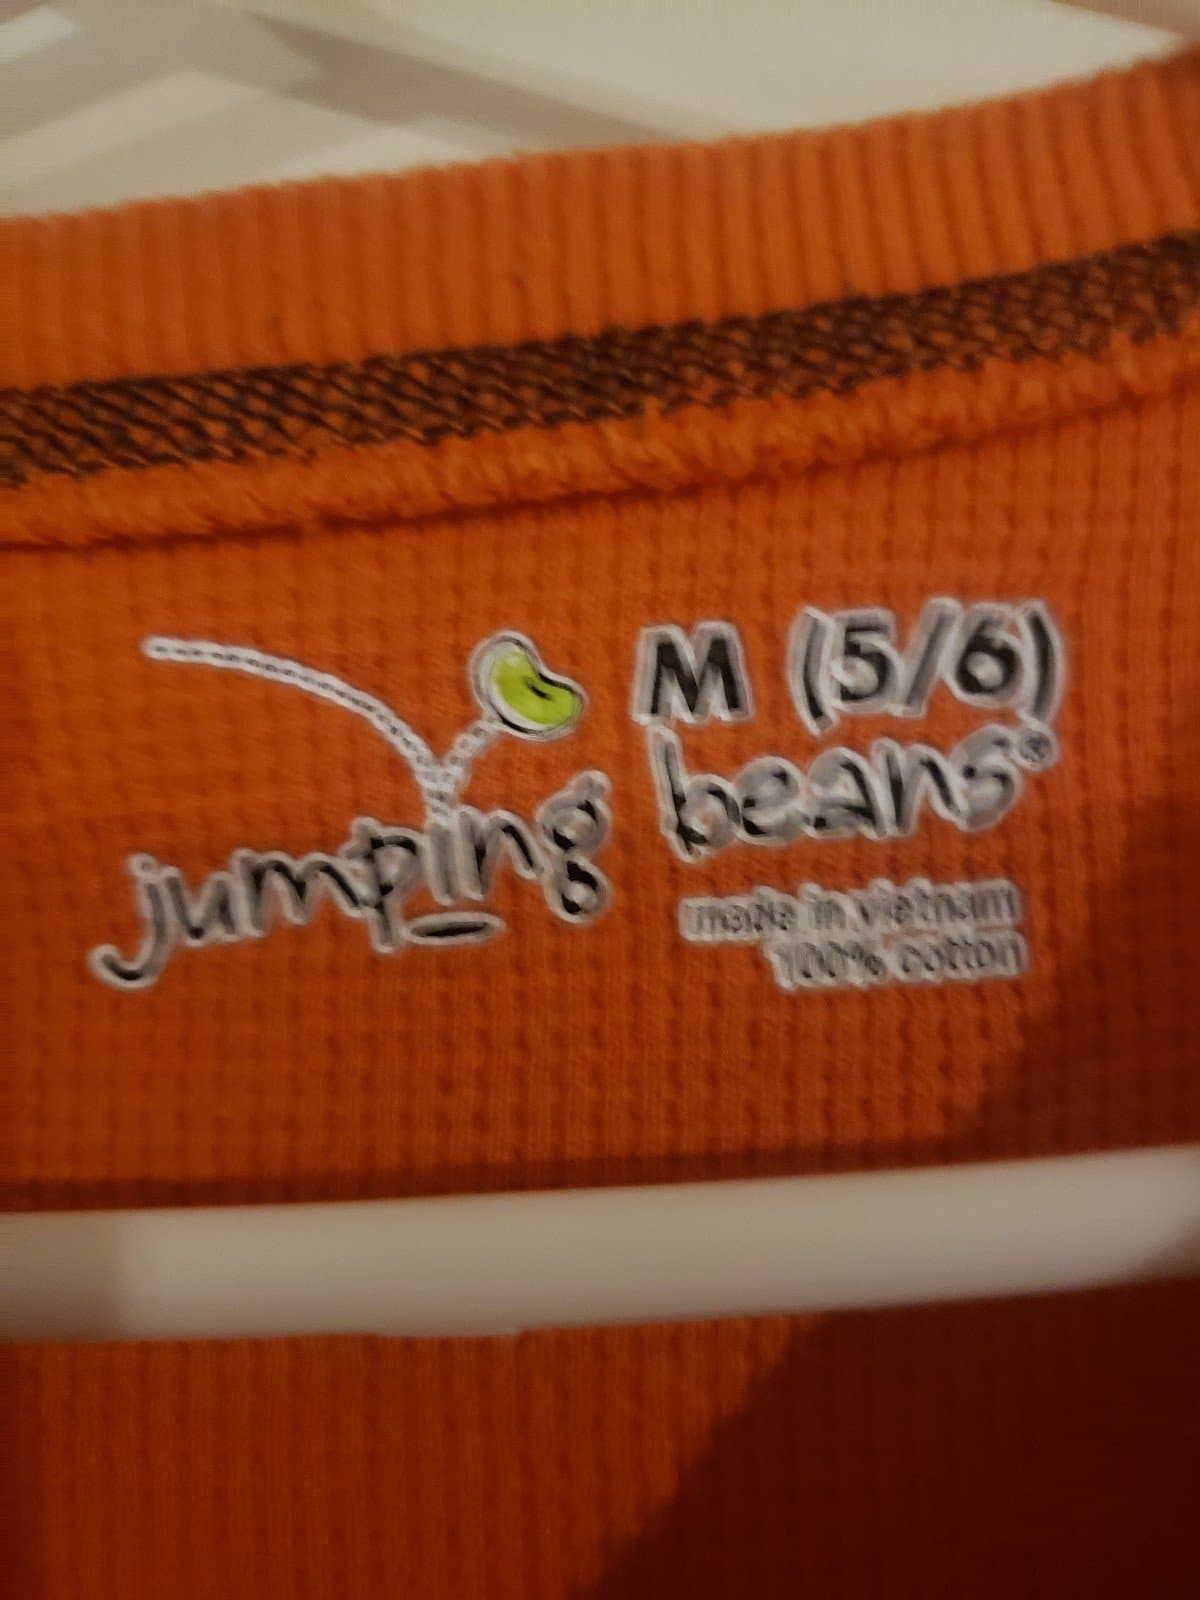 M (5/6)
jumping beans®
made in vietnam
100% cotton